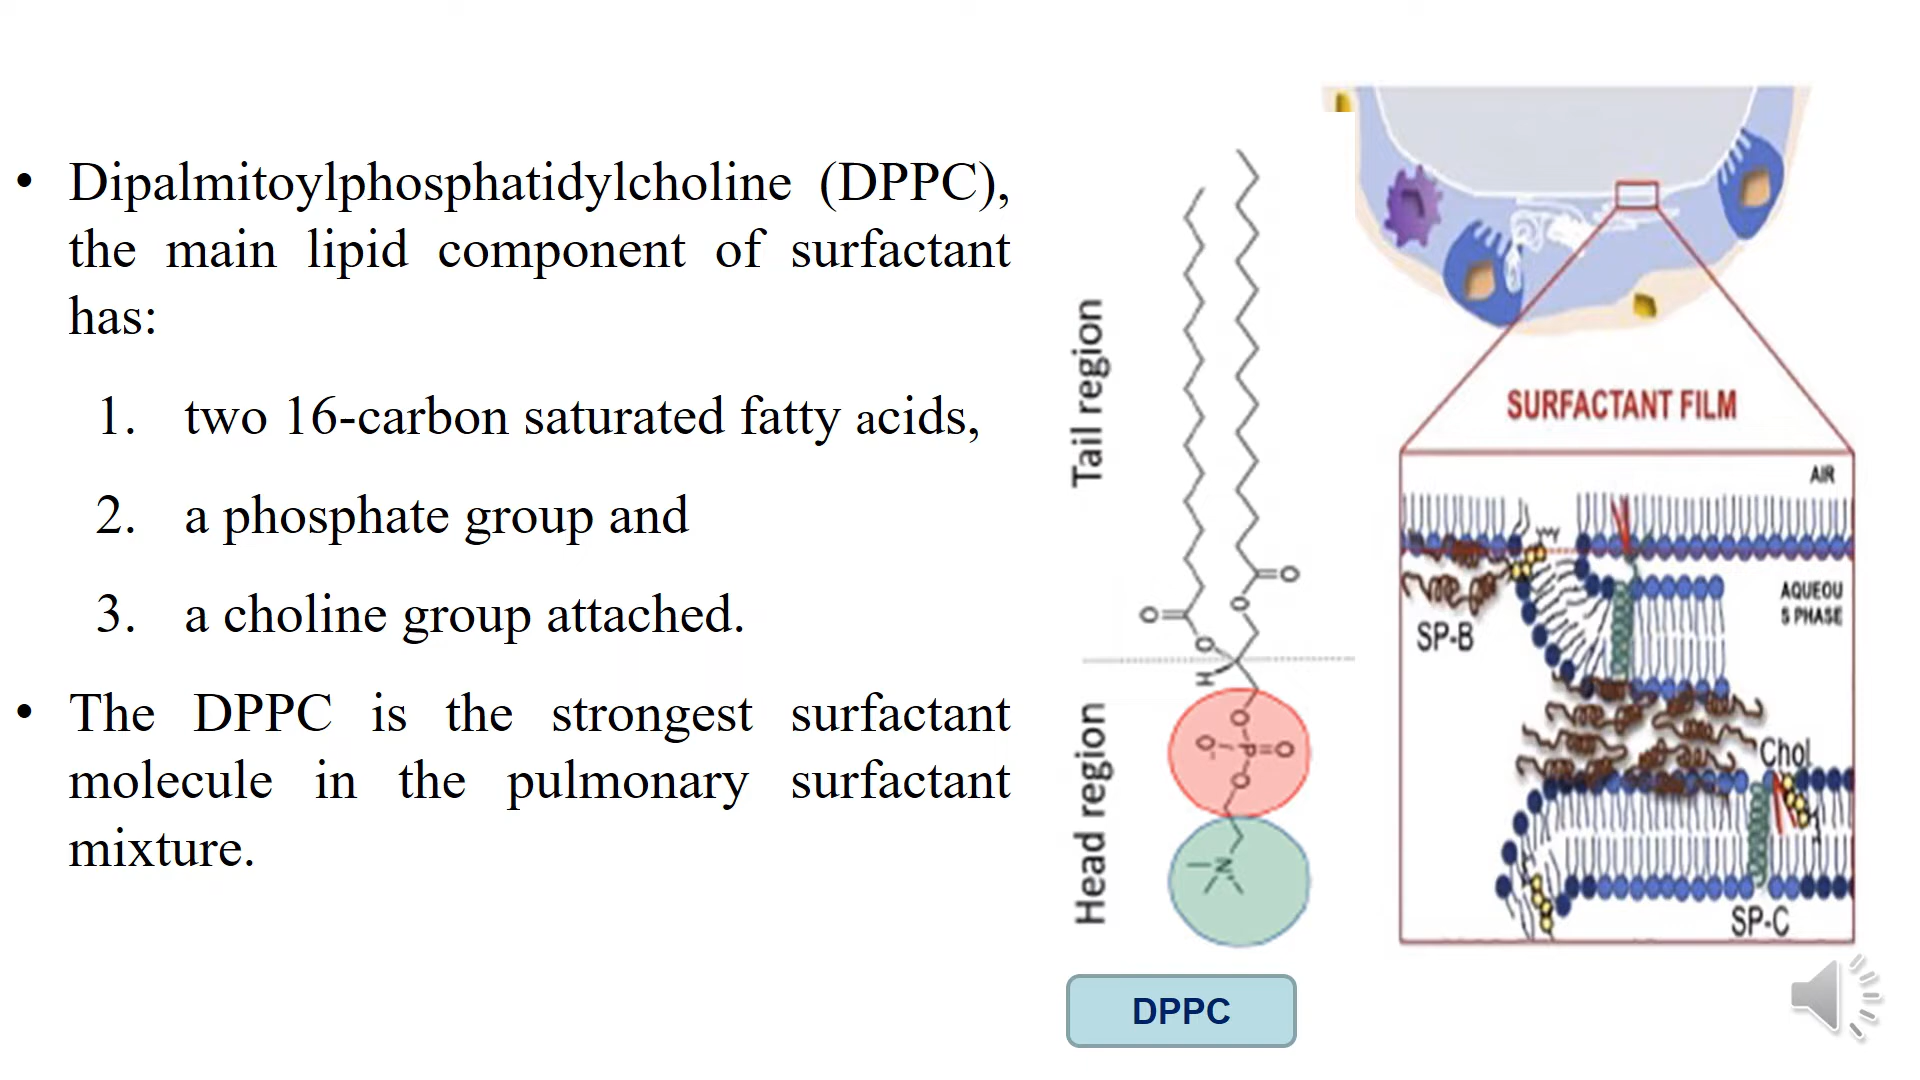 • Dipalmitoylphosphatidylcholine (DPPC),
the main lipid component of surfactant
has:
1. two 16-carbon saturated fatty acids,
2. a phosphate group and
3. a choline group attached.
• The DPPC is the strongest surfactant
molecule in the pulmonary surfactant
mixture.
Tail region
Head region
O
O
O
O
H
O
O⁻
P
O
O
N⁺
DPPC
SURFACTANT FILM
AIR
AQUEOU
S PHASE
SP-B
Chol
SP-C